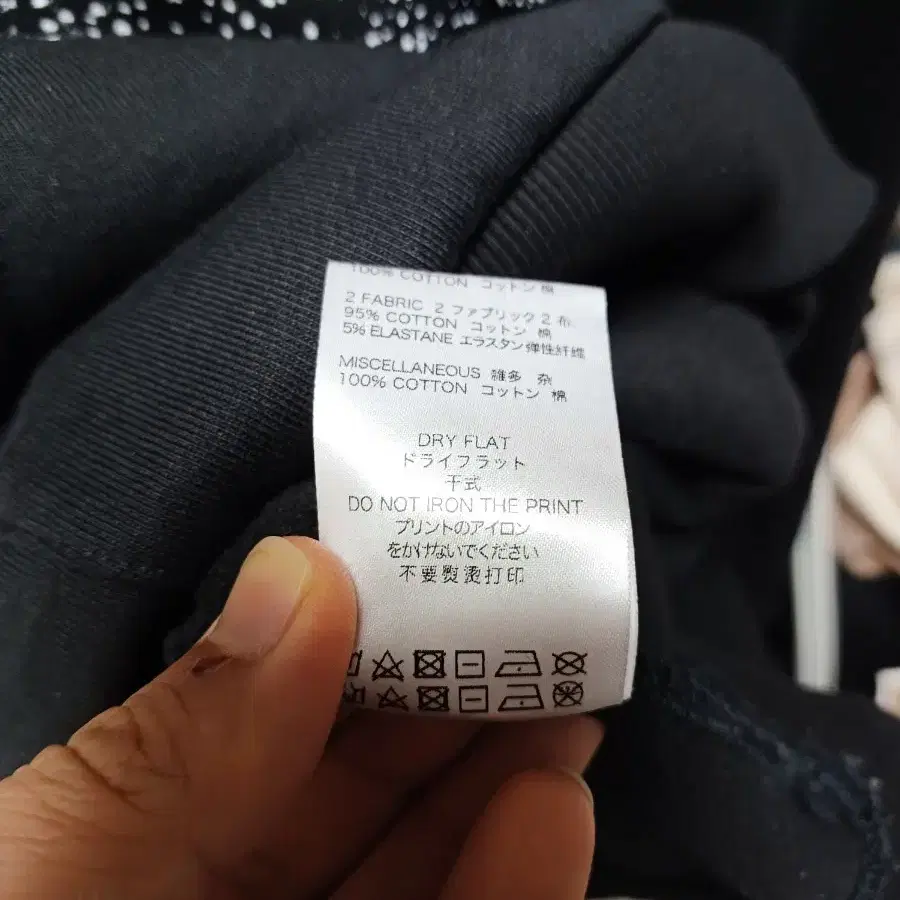 100% COTTON コットン 棉
2 FABRIC 2 ファブリック 2 布
95% COTTON コットン 棉
5% ELASTANE エラスタン 弹性纤维
MISCELLANEOUS 雑多 杂
100% COTTON コットン 棉
DRY FLAT
ドライフラット
干式
DO NOT IRON THE PRINT
プリントのアイロン
をかけないでください
不要熨烫打印